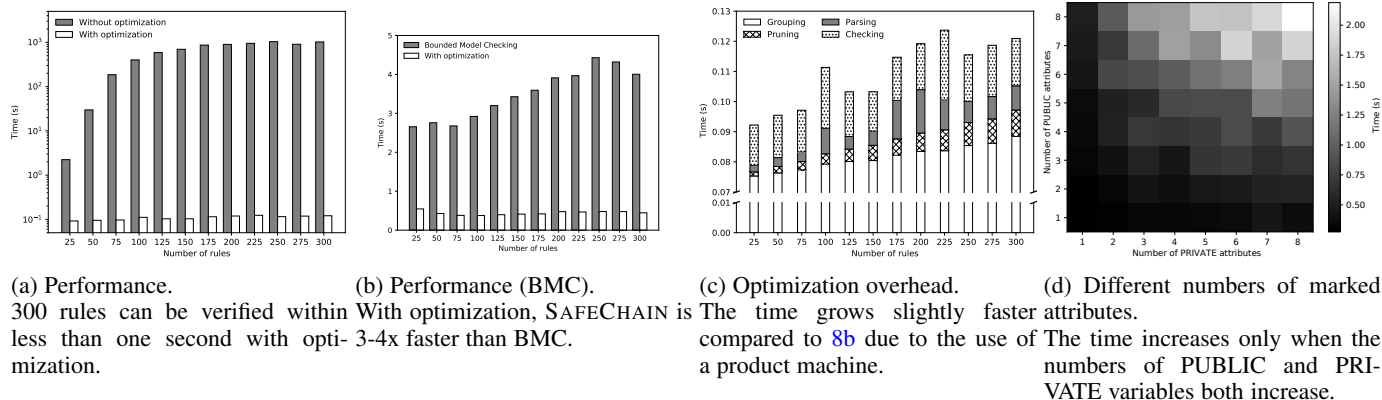 Without optimization
With optimization
10³
10²
10¹
10⁰
10⁻¹
Time (s)
25 50 75 100 125 150 175 200 225 250 275 300
Number of rules
Bounded Model Checking
With optimization
5
4
3
2
1
0
Time (s)
25 50 75 100 125 150 175 200 225 250 275 300
Number of rules
Grouping Parsing
Pruning Checking
0.13
0.12
0.11
0.10
0.09
0.08
0.07
0.01
0.00
Time (s)
25 50 75 100 125 150 175 200 225 250 275 300
Number of rules
8
7
6
5
4
3
2
1
Number of PUBLIC attributes
1 2 3 4 5 6 7 8
Number of PRIVATE attributes
2.00
1.75
1.50
1.25
1.00
0.75
0.50
Time (s)
(a) Performance.
300 rules can be verified within
less than one second with opti-
mization.
(b) Performance (BMC).
With optimization, SAFECHAIN is
3-4x faster than BMC.
(c) Optimization overhead.
The time grows slightly faster
compared to 8b due to the use of
a product machine.
(d) Different numbers of marked
attributes.
The time increases only when the
numbers of PUBLIC and PRI-
VATE variables both increase.